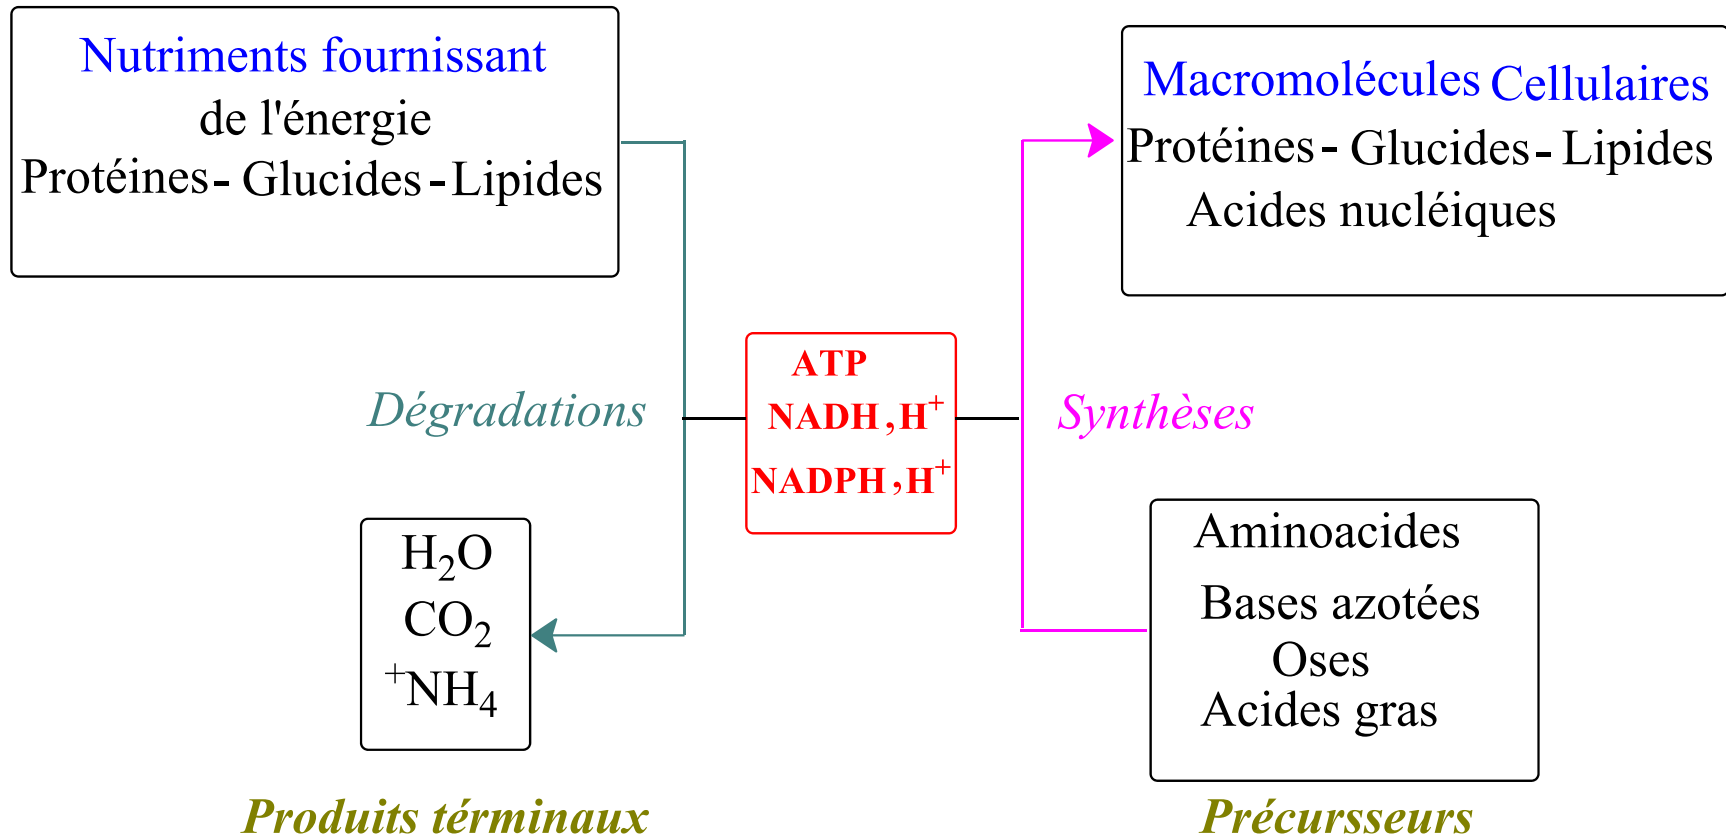 Nutriments fournissant
de l'énergie
Protéines- Glucides-Lipides
Macromolécules Cellulaires
Protéines- Glucides- Lipides
Acides nucléiques
Dégradations
ATP
NADH,H⁺
NADPH,H⁺
Synthèses
H₂O
CO₂
⁺NH₄
Produits términaux
Aminoacides
Bases azotées
Oses
Acides gras
Précursseurs